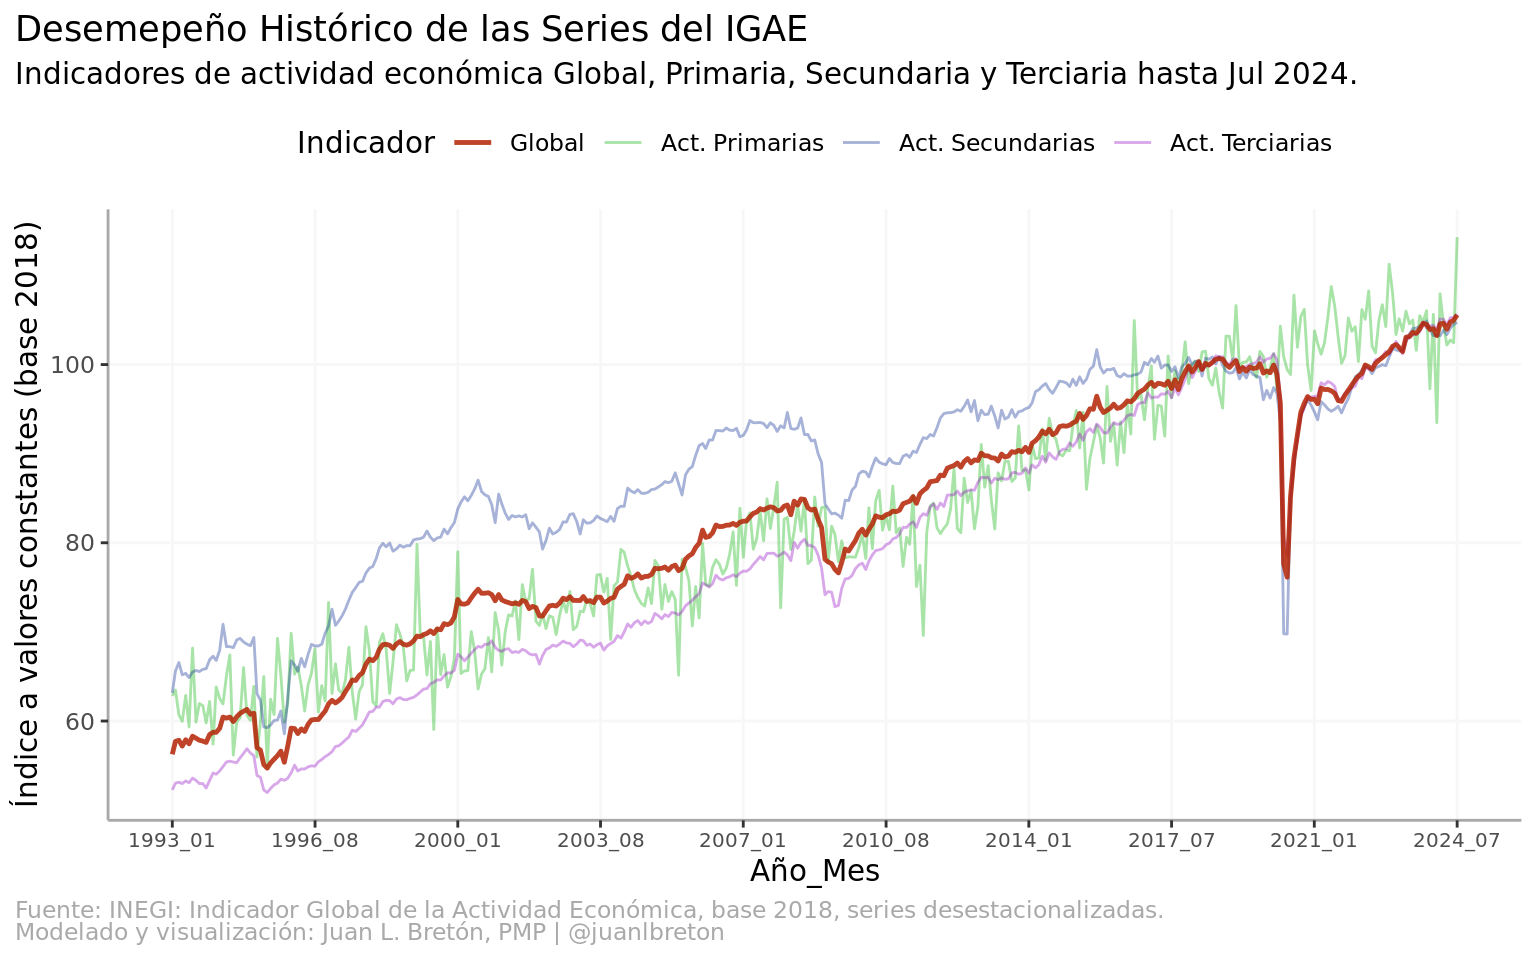 Desemepeño Histórico de las Series del IGAE
Indicadores de actividad económica Global, Primaria, Secundaria y Terciaria hasta Jul 2024.
Indicador Global Act. Primarias Act. Secundarias Act. Terciarias
Índice a valores constantes (base 2018)
100
80
60
1993_01 1996_08 2000_01 2003_08 2007_01 2010_08 2014_01 2017_07 2021_01 2024_07
Año_Mes
Fuente: INEGI: Indicador Global de la Actividad Económica, base 2018, series desestacionalizadas.
Modelado y visualización: Juan L. Bretón, PMP | @juanlbreton